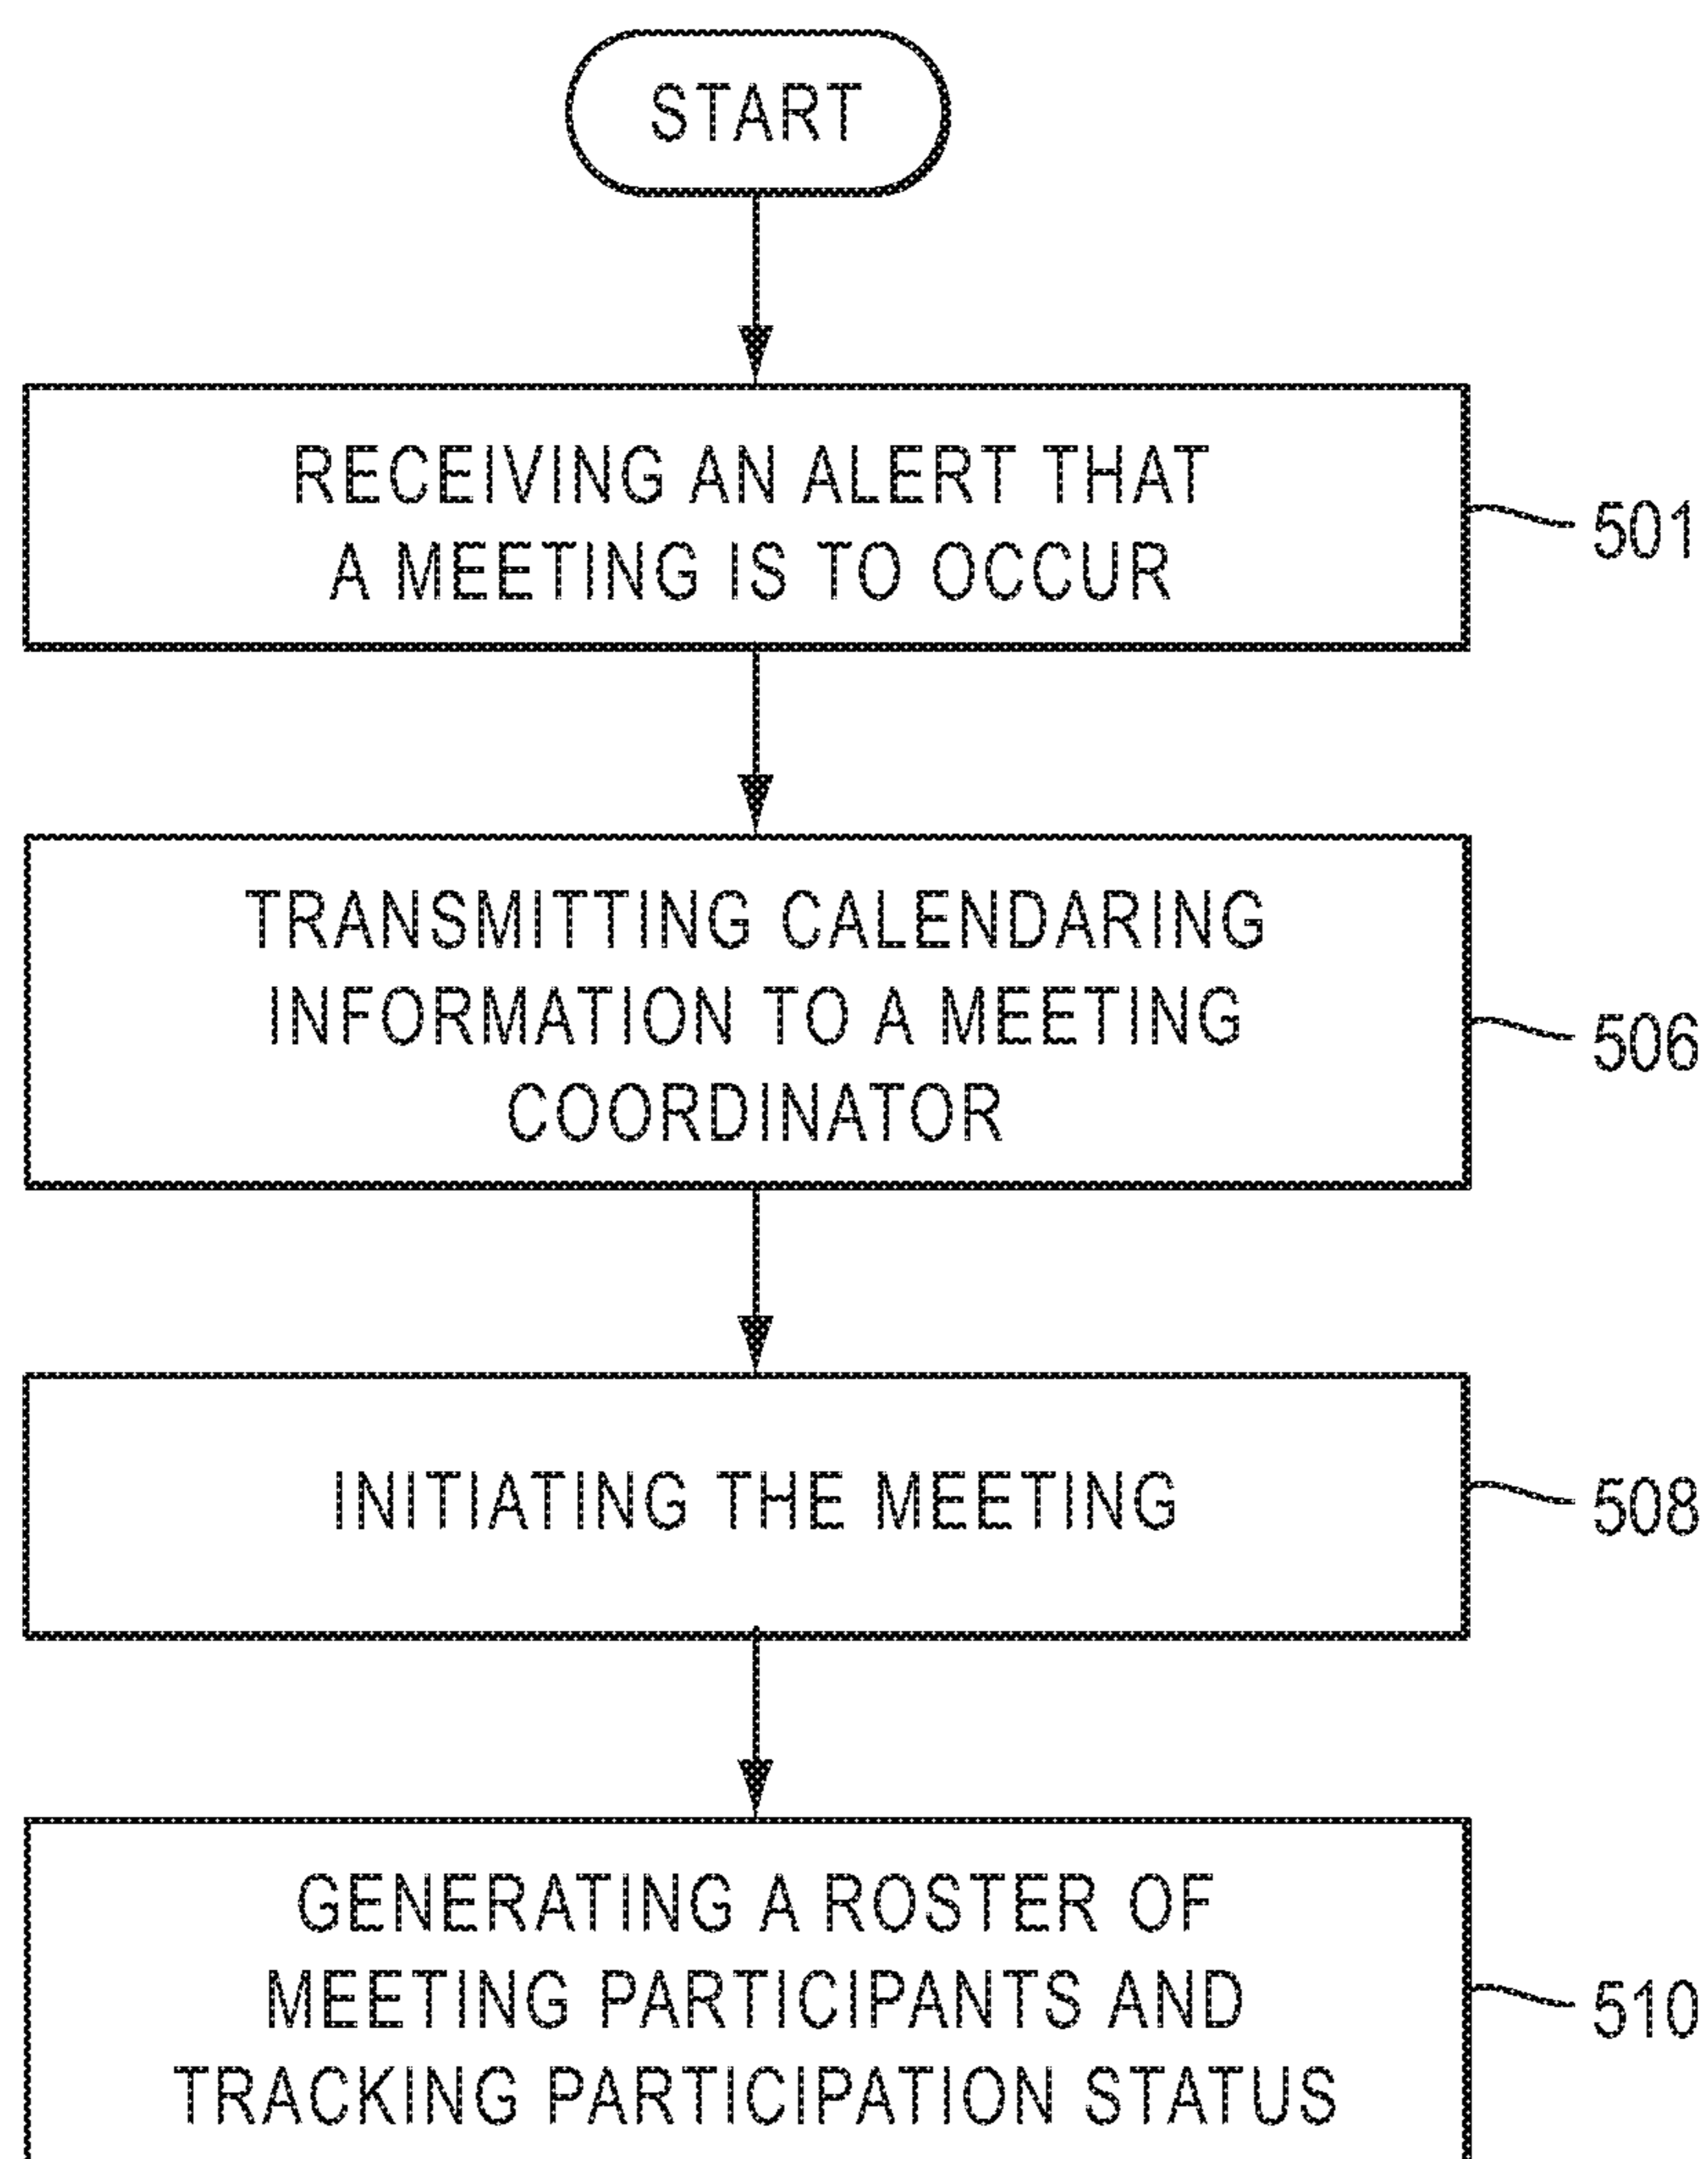 START
RECEIVING AN ALERT THAT
A MEETING IS TO OCCUR
501
TRANSMITTING CALENDARING
INFORMATION TO A MEETING
COORDINATOR
506
INITIATING THE MEETING
508
GENERATING A ROSTER OF
MEETING PARTICIPANTS AND
TRACKING PARTICIPATION STATUS
510